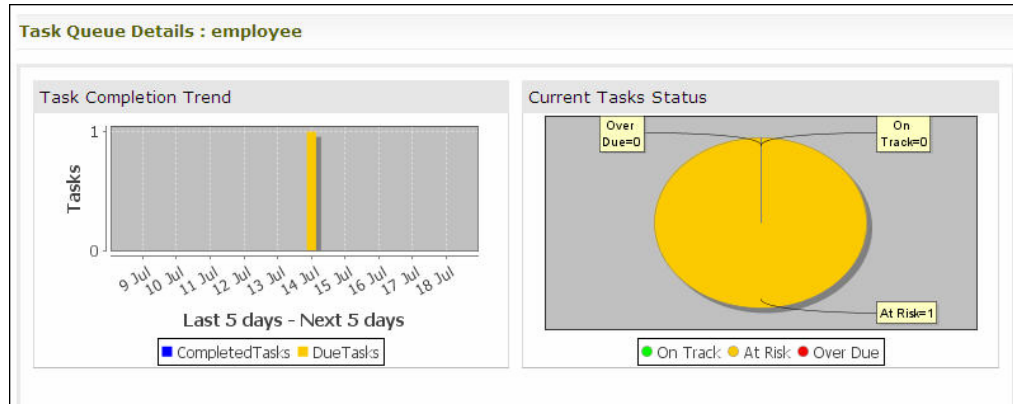 Task Queue Details : employee
Task Completion Trend
1
Tasks
0
9 Jul
10 Jul
11 Jul
12 Jul
13 Jul
14 Jul
15 Jul
16 Jul
17 Jul
18 Jul
Last 5 days - Next 5 days
CompletedTasks DueTasks
Current Tasks Status
Over
Due=0
On
Track=0
At Risk=1
On Track At Risk Over Due